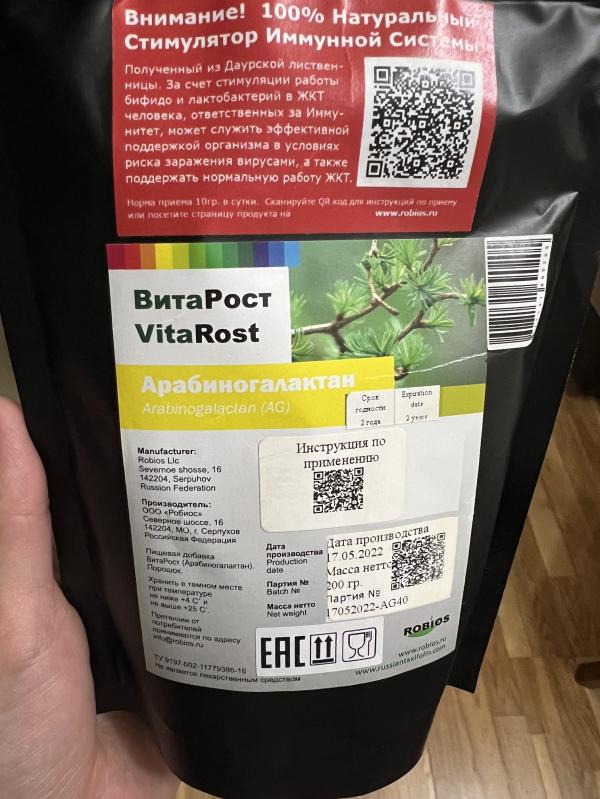 Внимание! 100% Натуральный
Стимулятор Иммунной Системы
Полученный из Даурской листвен-
ницы. За счет стимуляции работы
бифидо и лактобактерий в ЖКТ
человека, ответственных за Имму-
нитет, может служить эффективной
поддержкой организма в условиях
риска заражения вирусами, а также
поддержать нормальную работу ЖКТ.
Норма приема 10гр. в сутки. Сканируйте QR код для инструкций по приему
или посетите страницу продукта на www.robios.ru
ВитаРост
VitaRost
Арабиногалактан
Arabinogalactan (AG)
Срок
годности
2 года
Expiration
date
2 years
Инструкция по
применению
Manufacturer:
Robios Llc
Severnoe shosse, 16
142204, Serpuhov
Russian Federation
Производитель:
ООО «Робиос»
Северное шоссе, 16
142204, МО, г. Серпухов
Российская Федерация
Пищевая добавка
ВитаРост (Арабиногалактан).
Порошок.
Хранить в темном месте
при температуре
не ниже +4 C° и
не выше +25 C°.
Претензии от
потребителей
принимаются по адресу
info@robios.ru
ТУ 9197-002-11779386-16
Не является лекарственным средством
Дата
производства
Production
date
Партия №
Batch №
Масса нетто
Net weight
Дата производства
17.05.2022
Масса нетто
200 гр.
Партия №
17052022-AG40
EAC
ROBIOS
www.robios.ru
www.russiantaxifolin.com